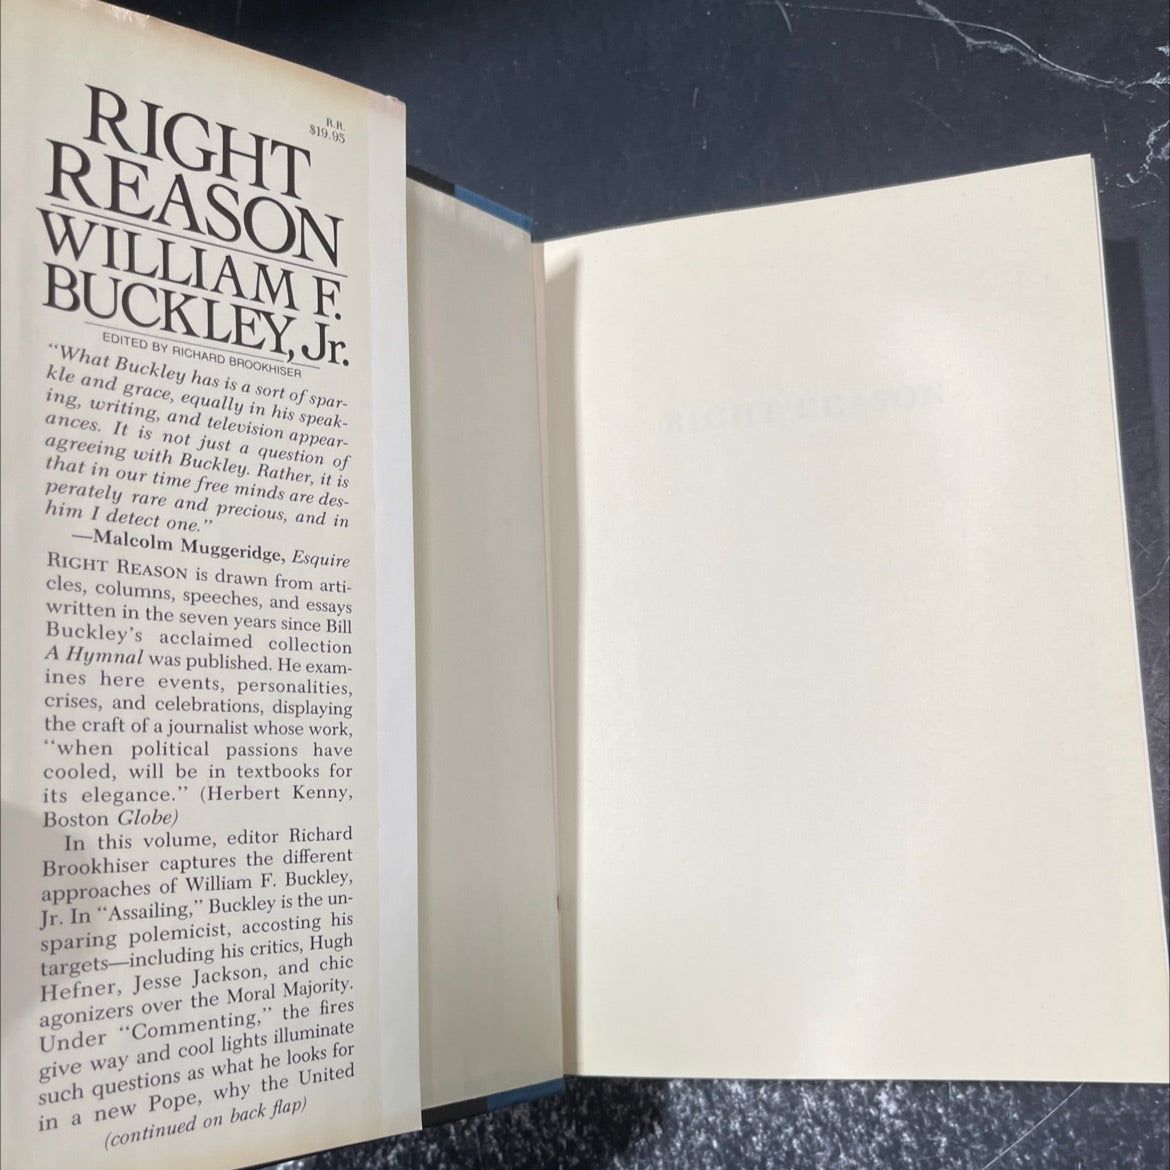 R.R.
$19.95
RIGHT
REASON
WILLIAM F.
BUCKLEY, Jr.
EDITED BY RICHARD BROOKHISER
“What Buckley has is a sort of spar-
kle and grace, equally in his speak-
ing, writing, and television appear-
ances. It is not just a question of
agreeing with Buckley. Rather, it is
that in our time free minds are des-
perately rare and precious, and in
him I detect one.”
—Malcolm Muggeridge, Esquire
RIGHT REASON is drawn from arti-
cles, columns, speeches, and essays
written in the seven years since Bill
Buckley’s acclaimed collection
A Hymnal was published. He exam-
ines here events, personalities,
crises, and celebrations, displaying
the craft of a journalist whose work,
“when political passions have
cooled, will be in textbooks for
its elegance.” (Herbert Kenny,
Boston Globe)
In this volume, editor Richard
Brookhiser captures the different
approaches of William F. Buckley,
Jr. In “Assailing,” Buckley is the un-
sparing polemicist, accosting his
targets—including his critics, Hugh
Hefner, Jesse Jackson, and chic
agonizers over the Moral Majority.
Under “Commenting,” the fires
give way and cool lights illuminate
such questions as what he looks for
in a new Pope, why the United
(continued on back flap)
RIGHT REASON